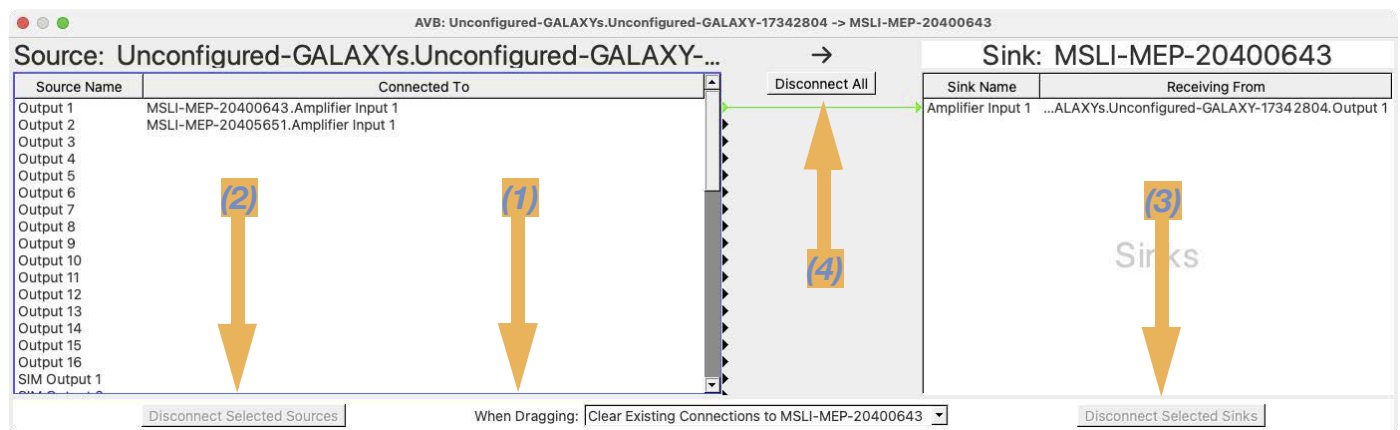 AVB: Unconfigured-GALAXYs.Unconfigured-GALAXY-17342804 -> MSLI-MEP-20400643
Source: Unconfigured-GALAXYs.Unconfigured-GALAXY-... → Sink: MSLI-MEP-20400643
Source Name Connected To Disconnect All Sink Name Receiving From
Output 1 MSLI-MEP-20400643.Amplifier Input 1 Amplifier Input 1 ...ALAXYs.Unconfigured-GALAXY-17342804.Output 1
Output 2 MSLI-MEP-20405651.Amplifier Input 1
Output 3
Output 4
Output 5
Output 6
(2) (1) (3)
Output 7
Output 8
Output 9
Output 10
Sinks
(4)
Output 11
Output 12
Output 13
Output 14
Output 15
Output 16
SIM Output 1
Disconnect Selected Sources When Dragging: Clear Existing Connections to MSLI-MEP-20400643 Disconnect Selected Sinks